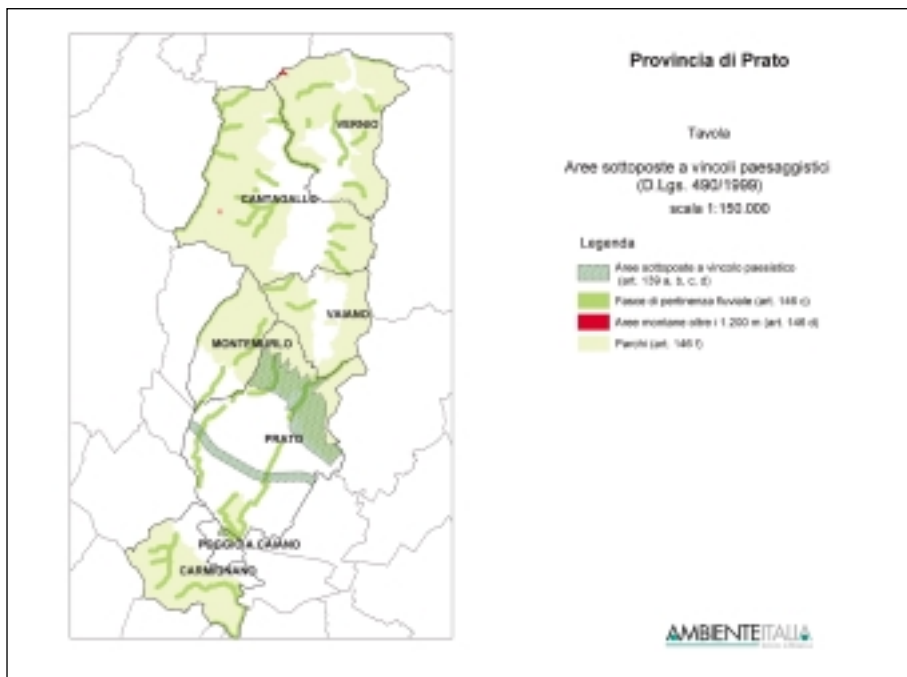 Provincia di Prato
Tavola
Aree sottoposte a vincoli paesaggistici
(D.Lgs. 490/1999)
scala 1:150.000
Legenda
Aree sottoposte a vincolo paesistico
(art. 139 a, b, c, d)
Fasce di pertinenza fluviale (art. 146 c)
Aree montane oltre i 1.200 m (art. 146 d)
Parchi (art. 146 f)
VERNIO
CANTAGALLO
VAIANO
MONTEMURLO
PRATO
POGGIO A CAIANO
CARMIGNANO
AMBIENTEITALIA